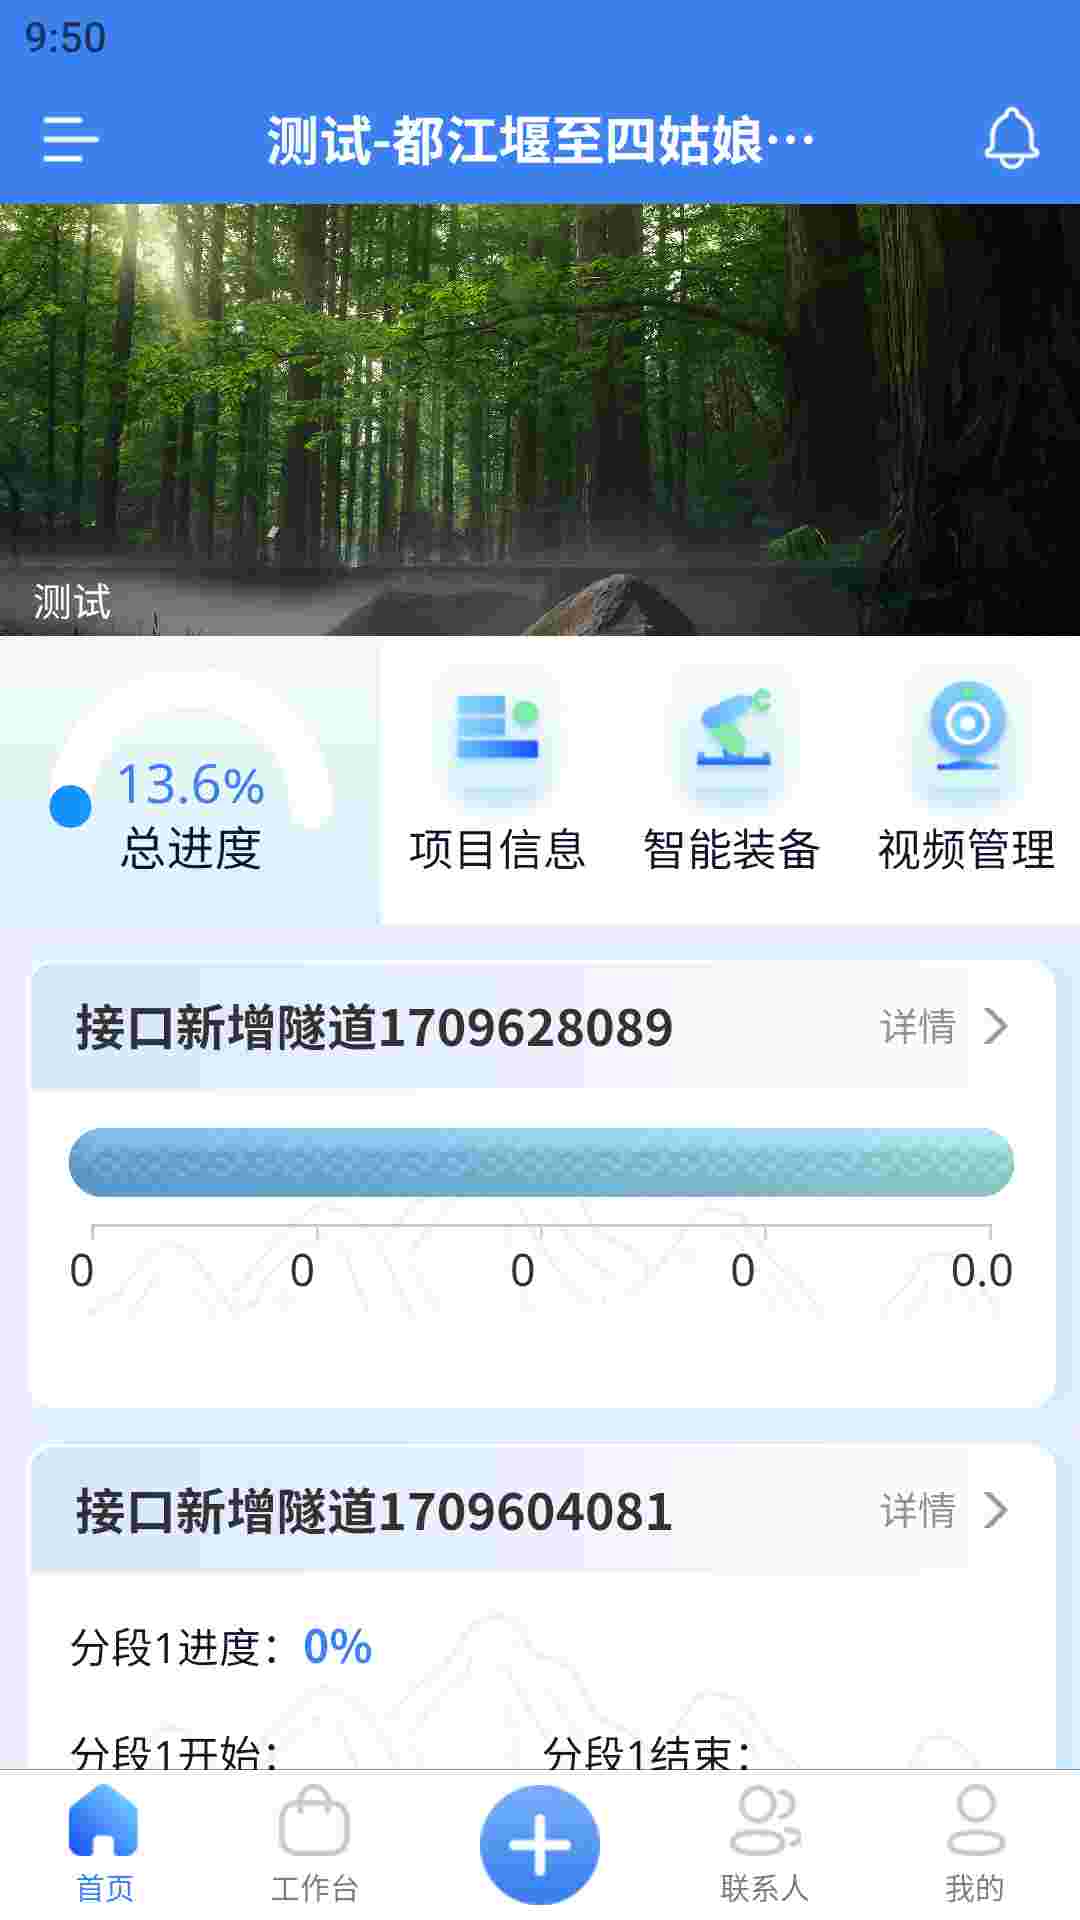 9:50
测试-都江堰至四姑娘…
测试
13.6%
总进度
项目信息
智能装备
视频管理
接口新增隧道1709628089
详情
0 0 0 0 0.0
接口新增隧道1709604081
详情
分段1进度：0%
分段1开始： 分段1结束：
首页
工作台
联系人
我的